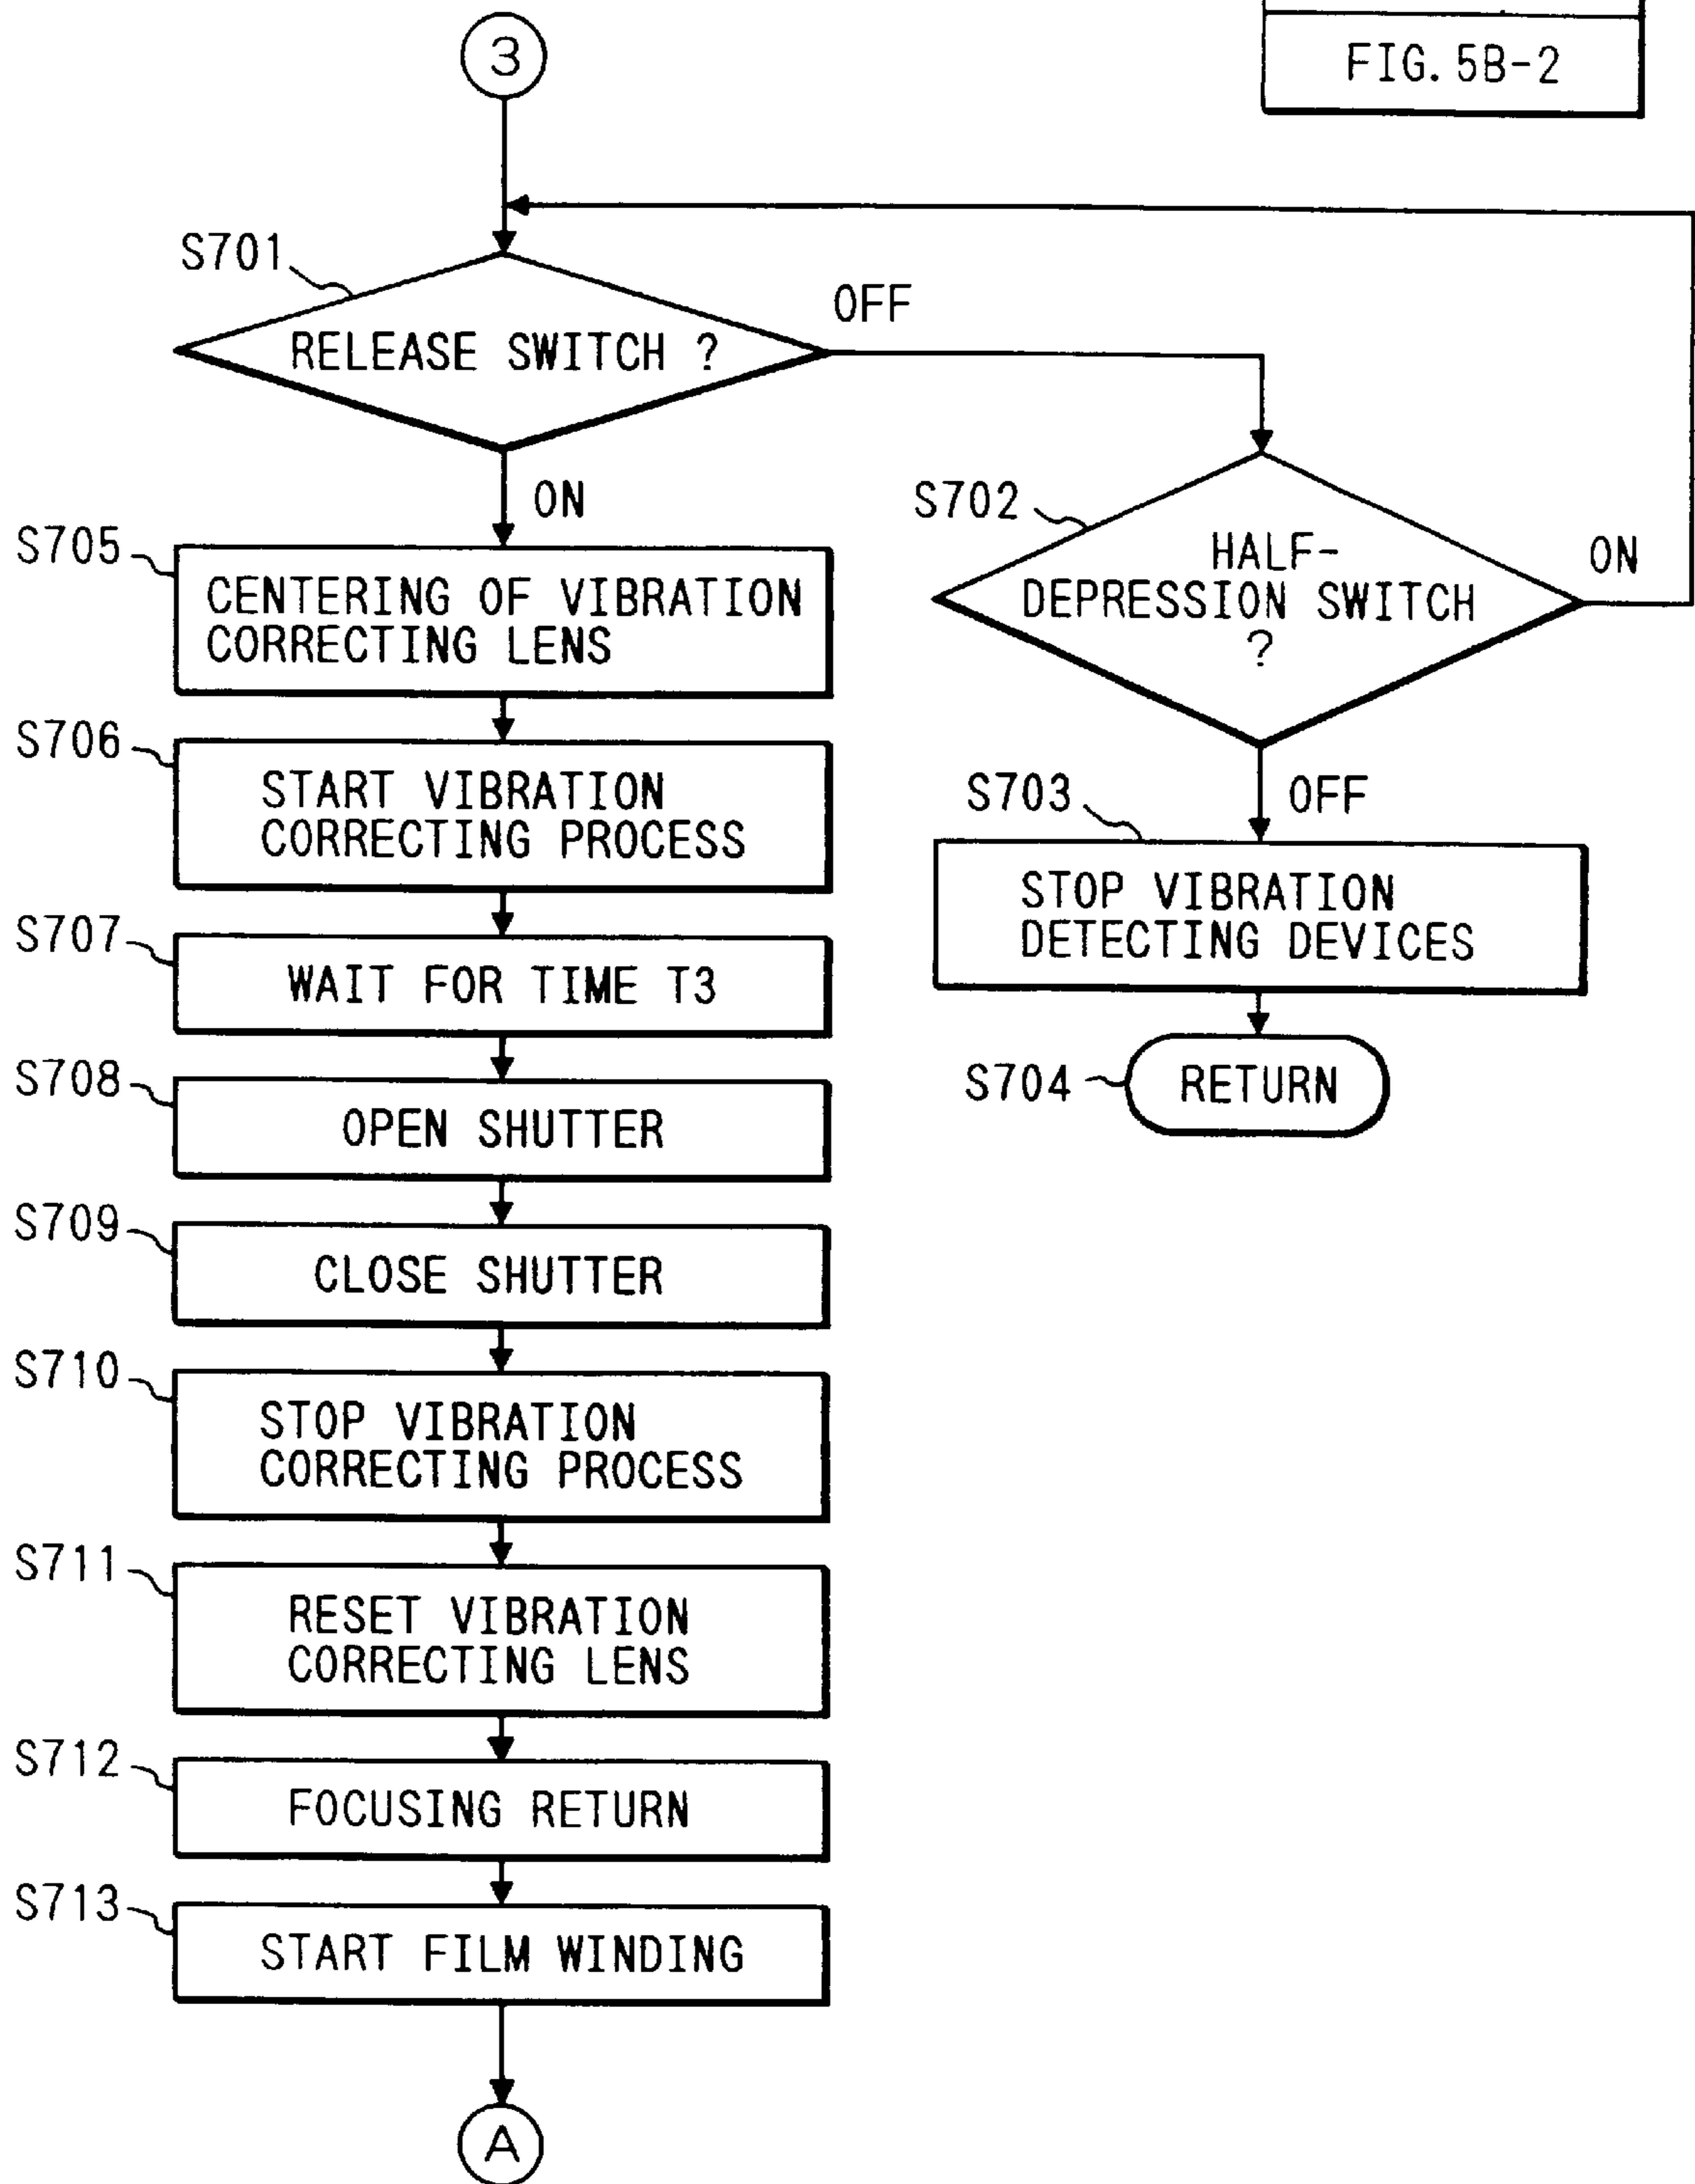 FIG. 5B-2
3
S701
RELEASE SWITCH ?
OFF
ON
S702
HALF-
DEPRESSION SWITCH
?
ON
OFF
S703
STOP VIBRATION
DETECTING DEVICES
S704
RETURN
S705
CENTERING OF VIBRATION
CORRECTING LENS
S706
START VIBRATION
CORRECTING PROCESS
S707
WAIT FOR TIME T3
S708
OPEN SHUTTER
S709
CLOSE SHUTTER
S710
STOP VIBRATION
CORRECTING PROCESS
S711
RESET VIBRATION
CORRECTING LENS
S712
FOCUSING RETURN
S713
START FILM WINDING
A